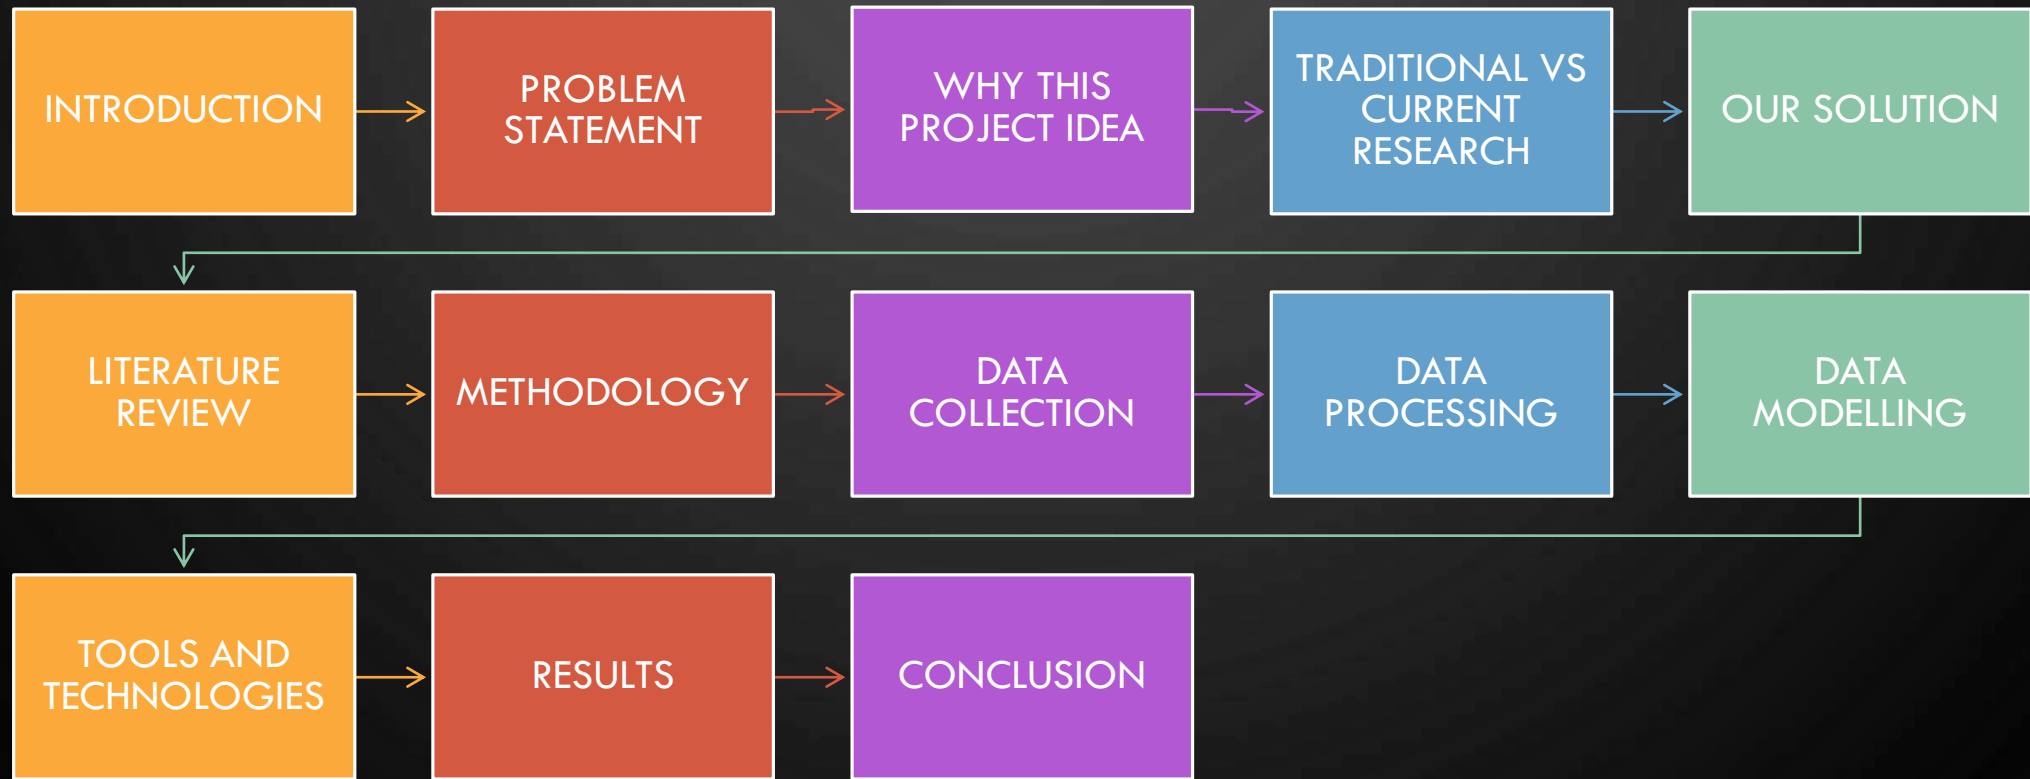 INTRODUCTION
PROBLEM
STATEMENT
WHY THIS
PROJECT IDEA
TRADITIONAL VS
CURRENT
RESEARCH
OUR SOLUTION
LITERATURE
REVIEW
METHODOLOGY
DATA
COLLECTION
DATA
PROCESSING
DATA
MODELLING
TOOLS AND
TECHNOLOGIES
RESULTS
CONCLUSION